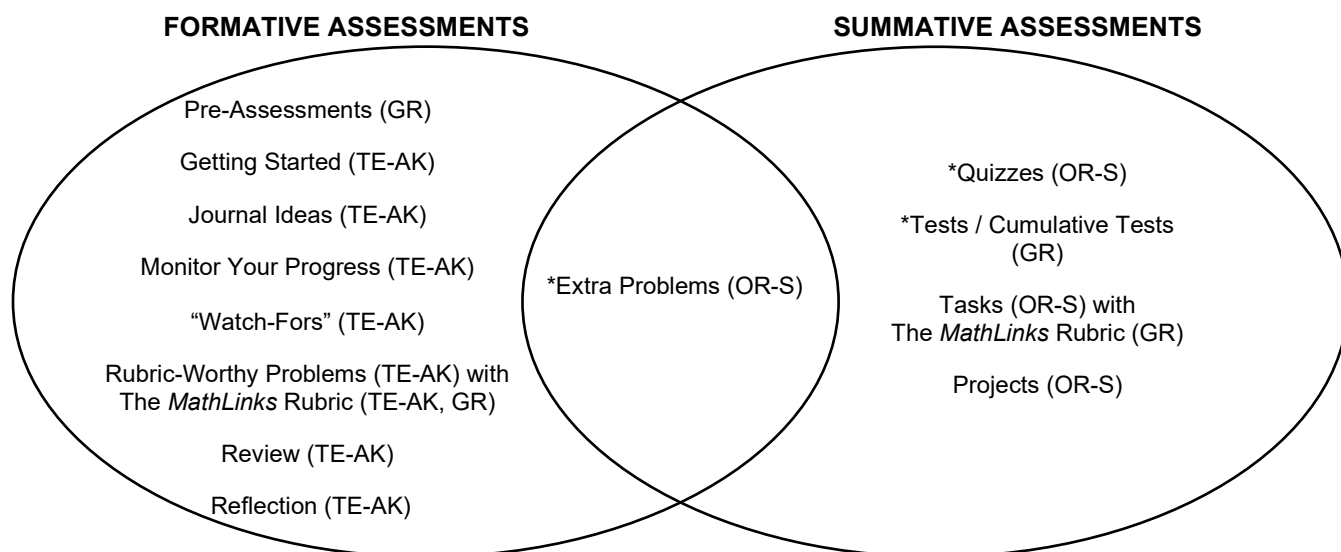 FORMATIVE ASSESSMENTS
SUMMATIVE ASSESSMENTS
Pre-Assessments (GR)
Getting Started (TE-AK)
Journal Ideas (TE-AK)
Monitor Your Progress (TE-AK)
“Watch-Fors” (TE-AK)
Rubric-Worthy Problems (TE-AK) with
The MathLinks Rubric (TE-AK, GR)
Review (TE-AK)
Reflection (TE-AK)
*Extra Problems (OR-S)
*Quizzes (OR-S)
*Tests / Cumulative Tests
(GR)
Tasks (OR-S) with
The MathLinks Rubric (GR)
Projects (OR-S)